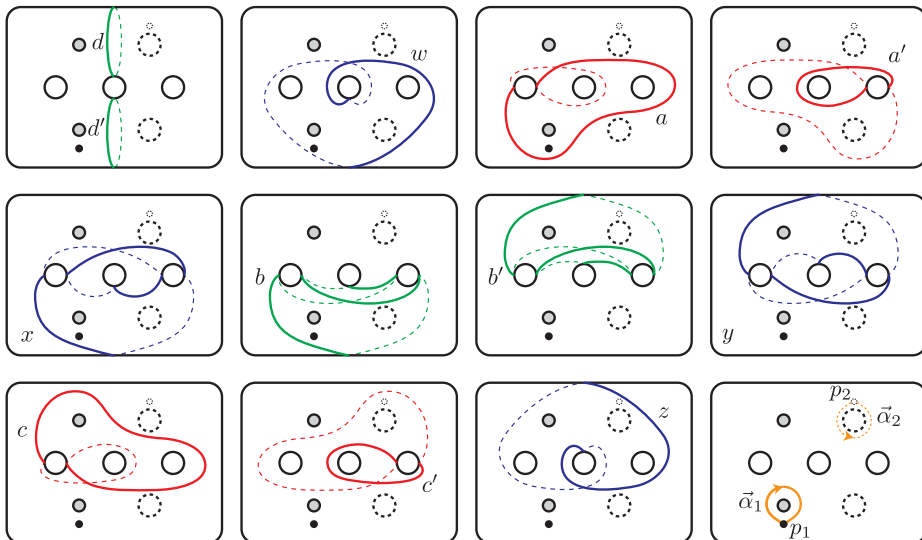 d
d′
w
a
a′
x
b
b′
y
c
c′
z
p₂
α⃗₂
α⃗₁
p₁